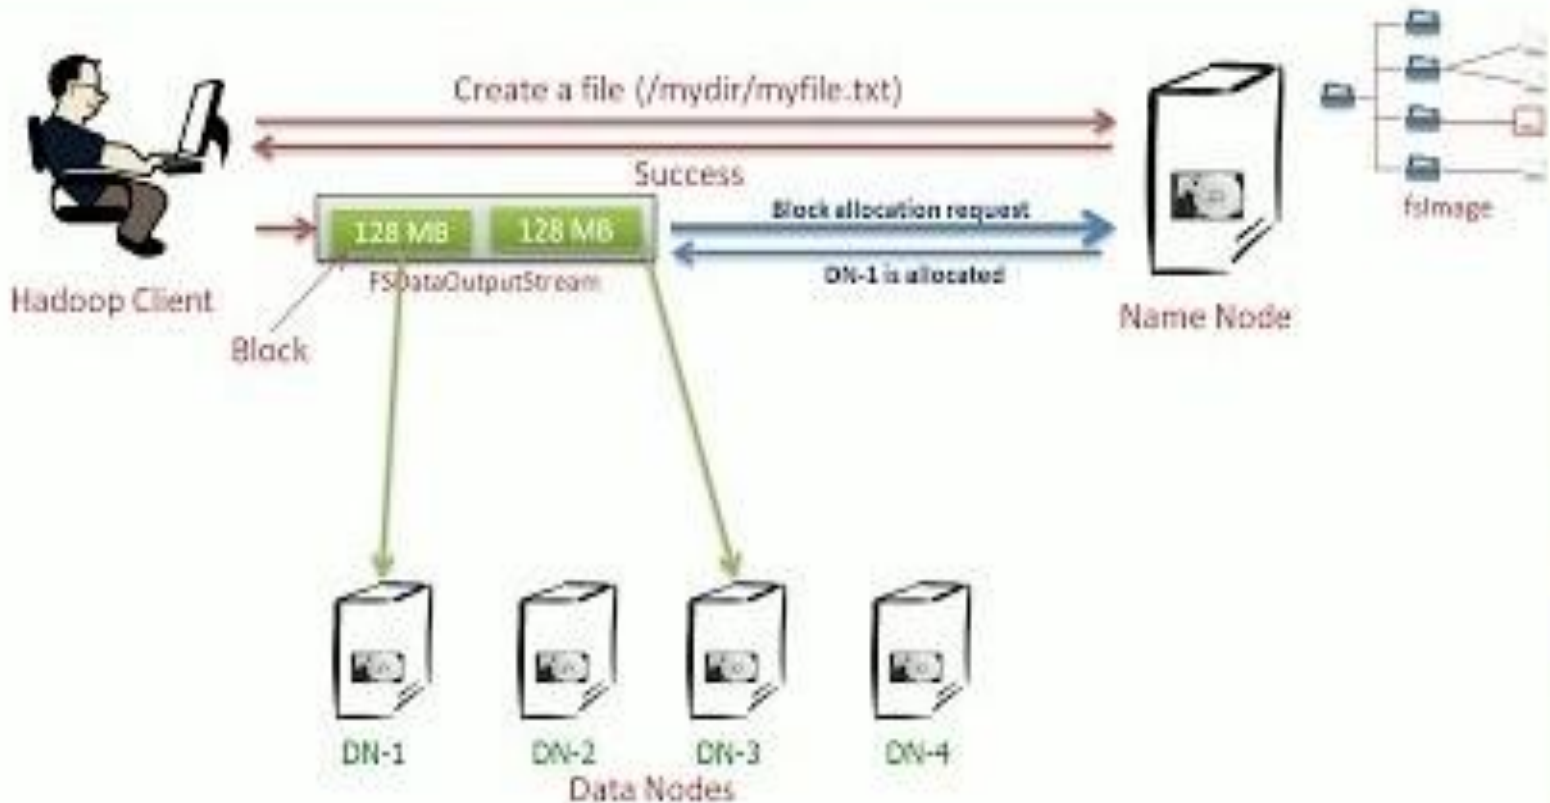 Create a file (/mydir/myfile.txt)
Success
128 MB
128 MB
Block allocation request
DN-1 is allocated
FSDataOutputStream
fsImage
Hadoop Client
Block
Name Node
DN-1
DN-2
DN-3
DN-4
Data Nodes